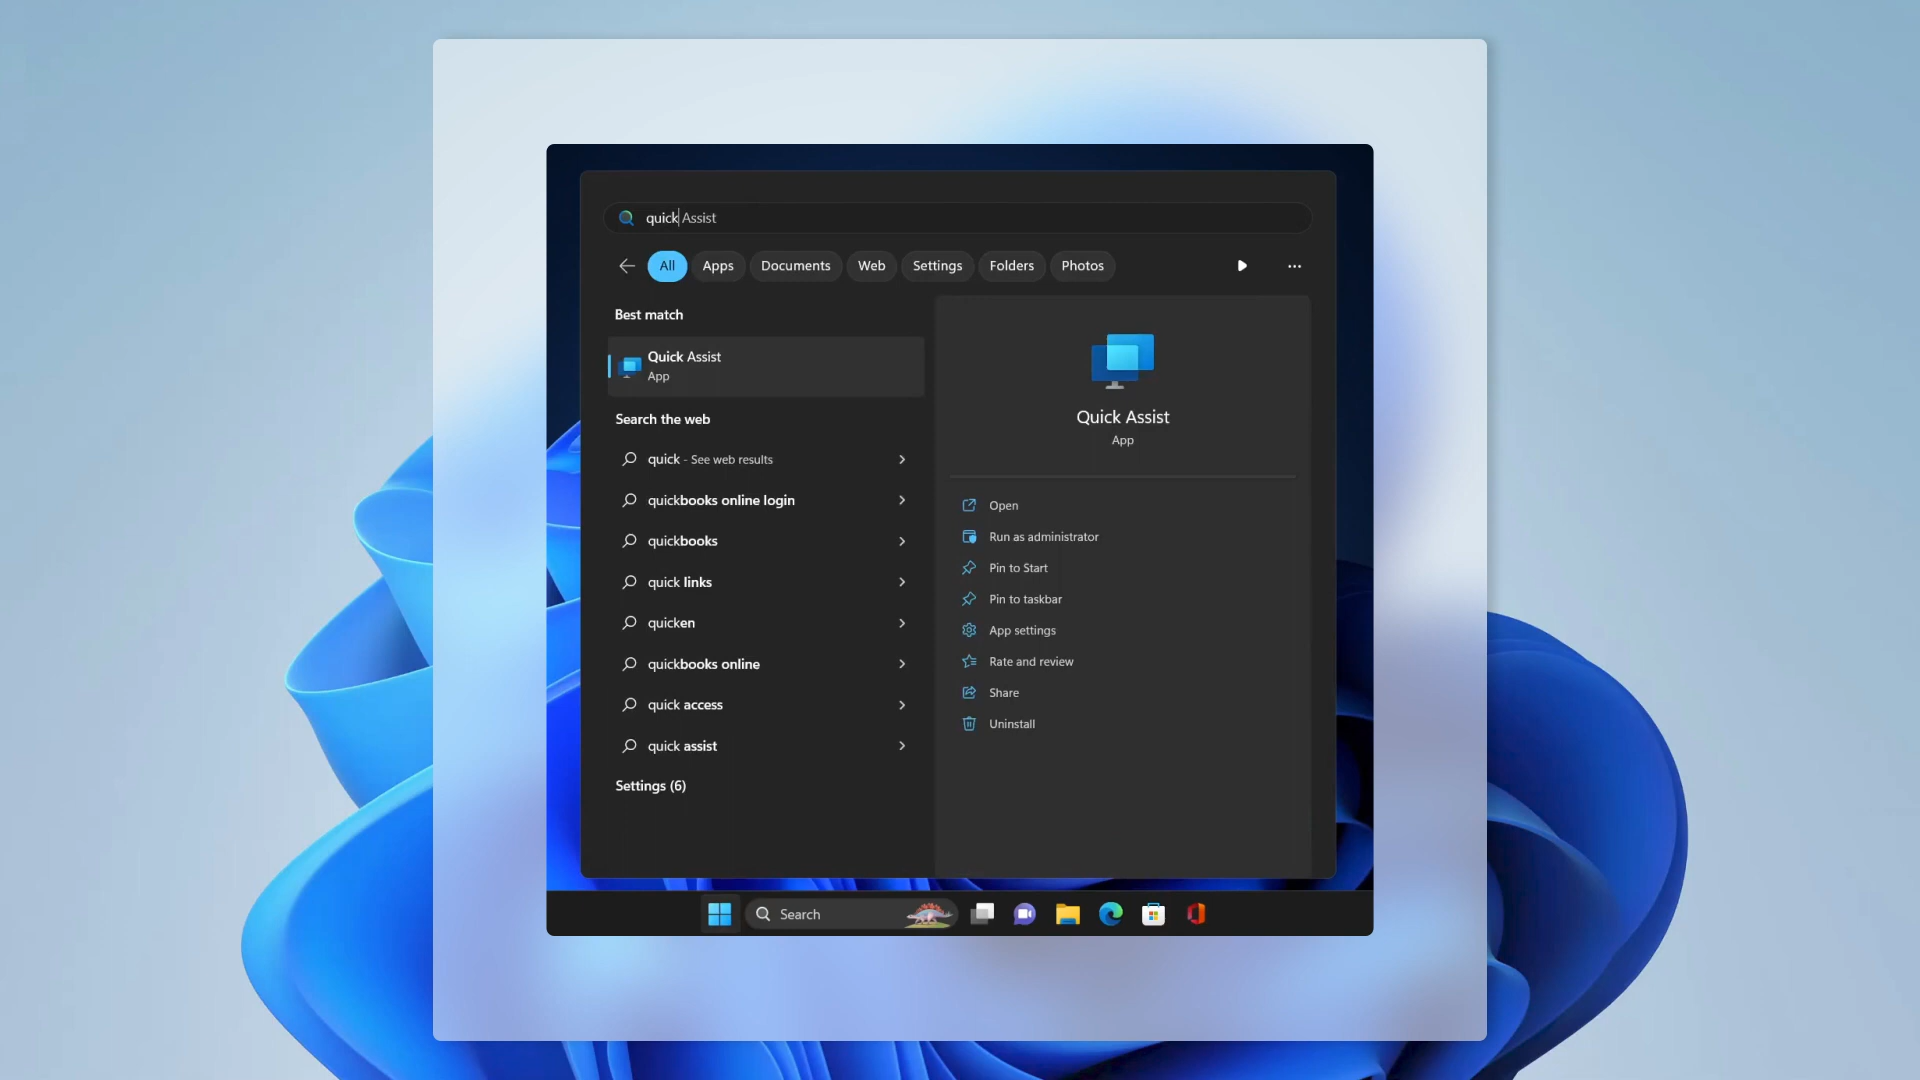 quick Assist
All Apps Documents Web Settings Folders Photos
Best match
Quick Assist
App
Search the web
quick - See web results
quickbooks online login
quickbooks
quick links
quicken
quickbooks online
quick access
quick assist
Settings (6)
Quick Assist
App
Open
Run as administrator
Pin to Start
Pin to taskbar
App settings
Rate and review
Share
Uninstall
Search